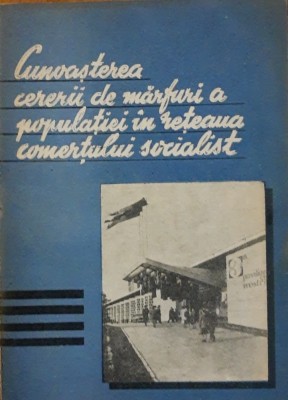 Cunoașterea
cererii de mărfuri a
populației în rețeaua
comerțului socialist